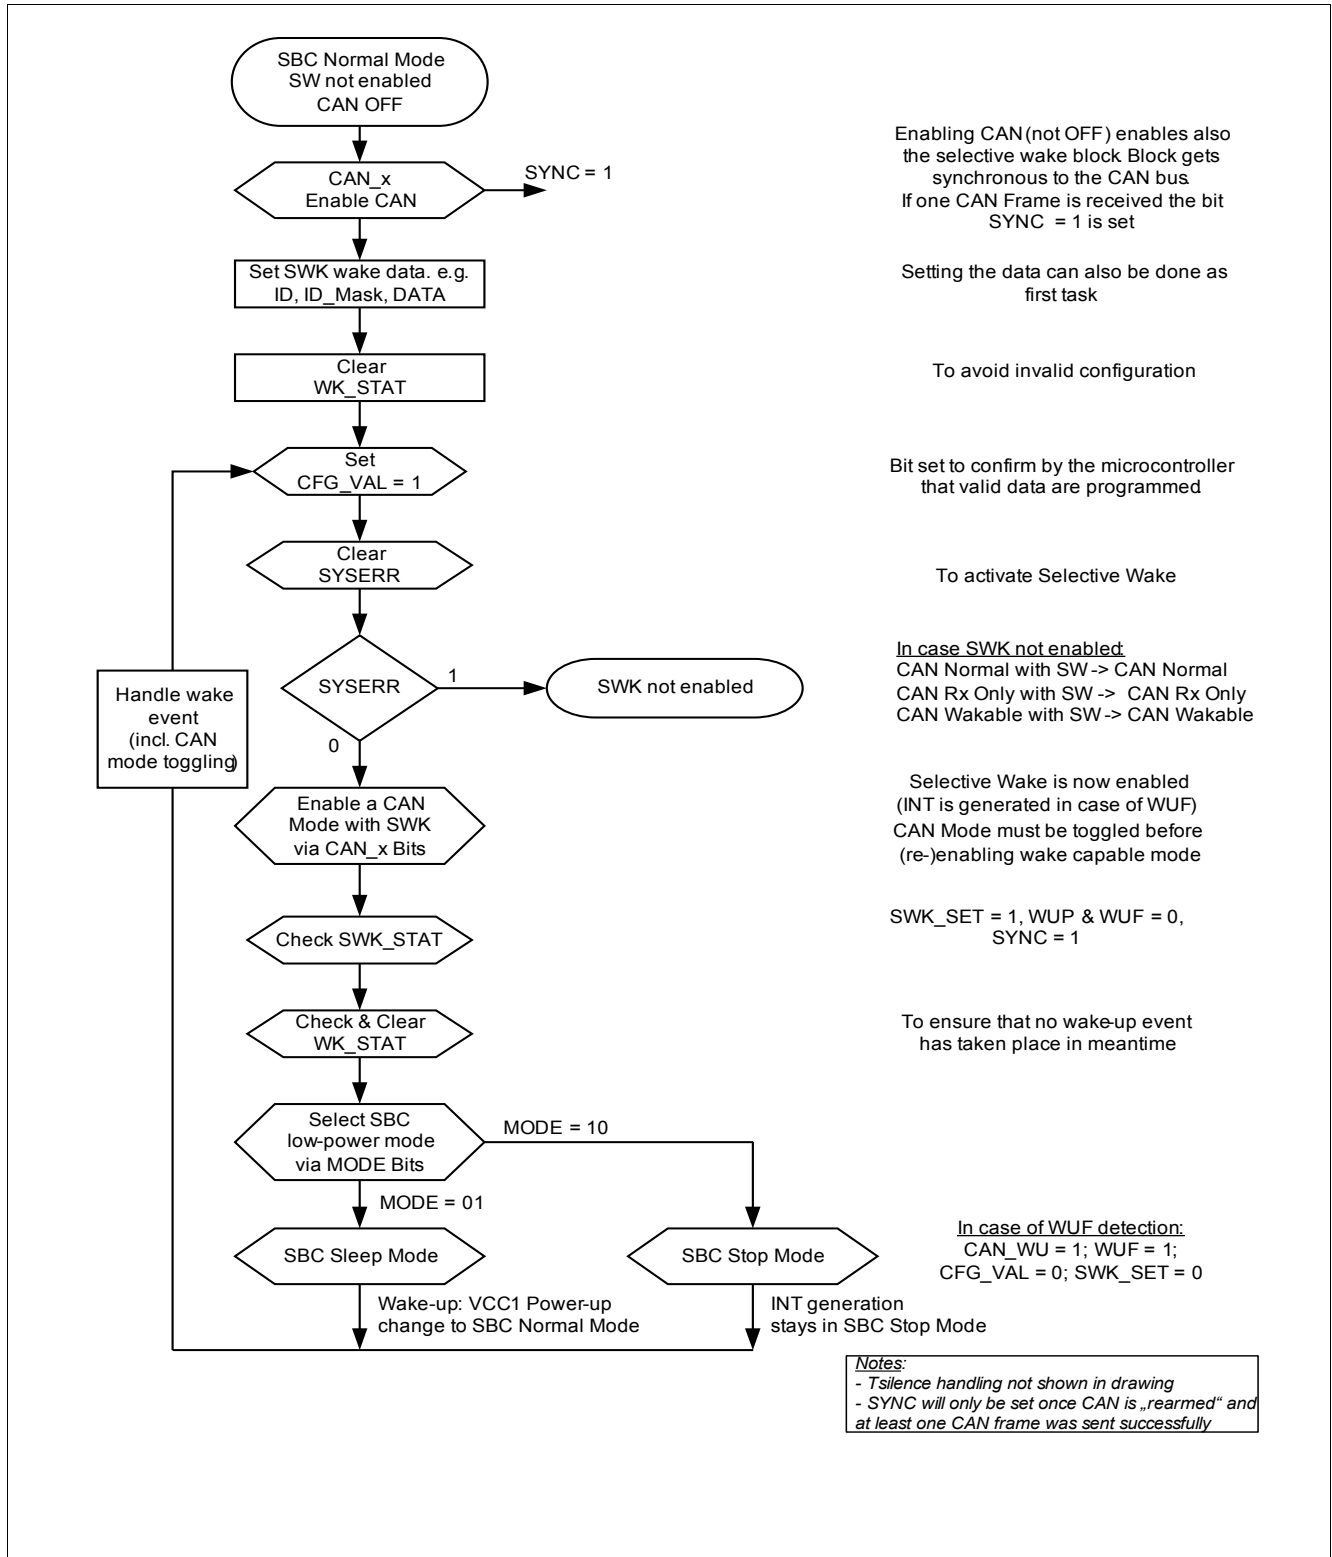 SBC Normal Mode
SW not enabled
CAN OFF
Enabling CAN (not OFF) enables also
the selective wake block. Block gets
synchronous to the CAN bus.
If one CAN Frame is received the bit
SYNC = 1 is set
CAN_x
Enable CAN
SYNC = 1
Set SWK wake data. e.g.
ID, ID_Mask, DATA
Setting the data can also be done as
first task
Clear
WK_STAT
To avoid invalid configuration
Set
CFG_VAL = 1
Bit set to confirm by the microcontroller
that valid data are programmed.
Clear
SYSERR
To activate Selective Wake
SYSERR
1
0
SWK not enabled
In case SWK not enabled:
CAN Normal with SW -> CAN Normal
CAN Rx Only with SW -> CAN Rx Only
CAN Wakable with SW -> CAN Wakable
Handle wake
event
(incl. CAN
mode toggling)
Enable a CAN
Mode with SWK
via CAN_x Bits
Selective Wake is now enabled
(INT is generated in case of WUF)
CAN Mode must be toggled before
(re-)enabling wake capable mode
Check SWK_STAT
SWK_SET = 1, WUP & WUF = 0,
SYNC = 1
Check & Clear
WK_STAT
To ensure that no wake-up event
has taken place in meantime
Select SBC
low-power mode
via MODE Bits
MODE = 10
MODE = 01
SBC Sleep Mode
SBC Stop Mode
In case of WUF detection:
CAN_WU = 1; WUF = 1;
CFG_VAL = 0; SWK_SET = 0
Wake-up: VCC1 Power-up
change to SBC Normal Mode
INT generation
stays in SBC Stop Mode
Notes:
- Tsilence handling not shown in drawing
- SYNC will only be set once CAN is „rearmed“ and
at least one CAN frame was sent successfully